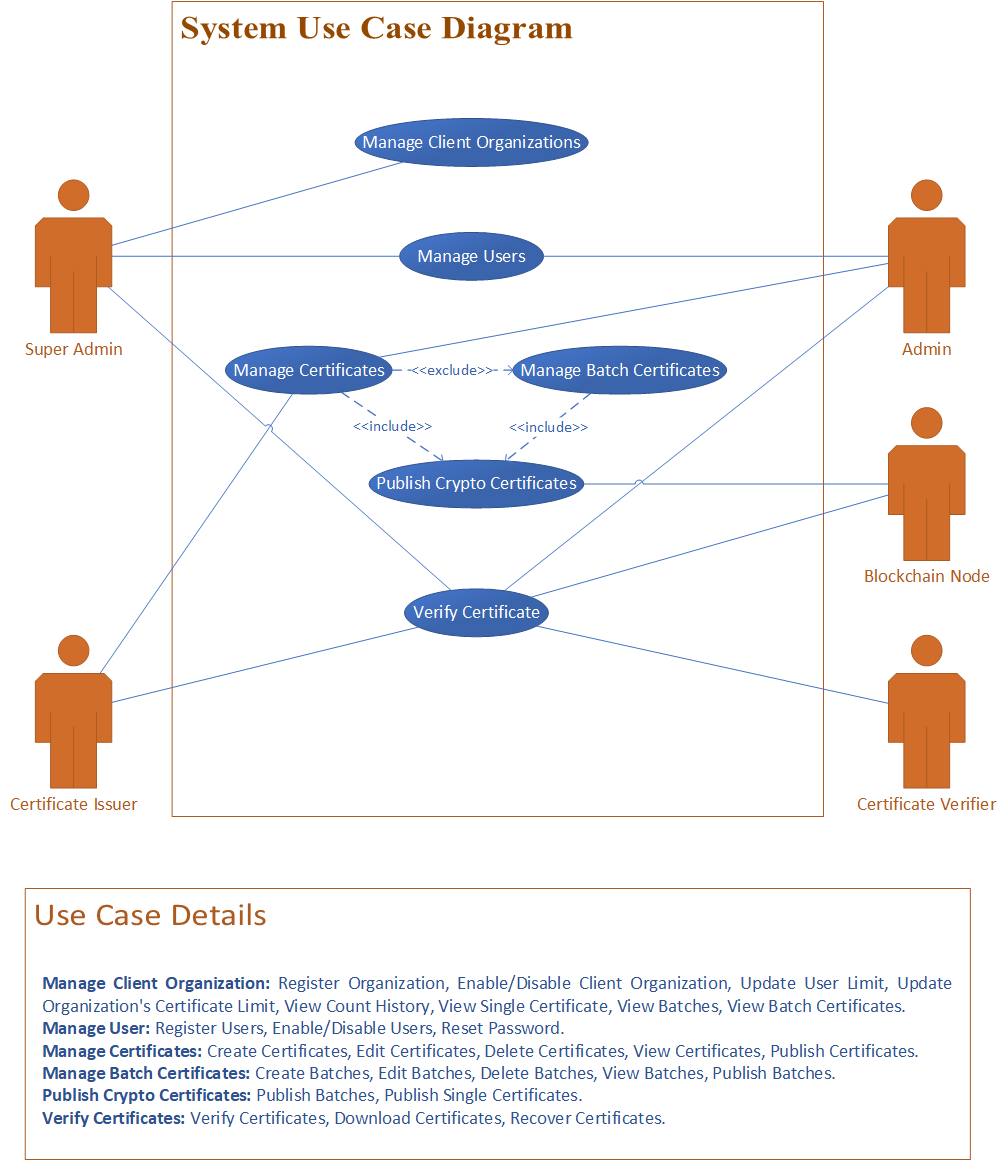 System Use Case Diagram
Manage Client Organizations
Manage Users
Super Admin
Admin
Manage Certificates
<<exclude>>
Manage Batch Certificates
<<include>>
<<include>>
Publish Crypto Certificates
Blockchain Node
Verify Certificate
Certificate Issuer
Certificate Verifier
Use Case Details
Manage Client Organization: Register Organization, Enable/Disable Client Organization, Update User Limit, Update
Organization's Certificate Limit, View Count History, View Single Certificate, View Batches, View Batch Certificates.
Manage User: Register Users, Enable/Disable Users, Reset Password.
Manage Certificates: Create Certificates, Edit Certificates, Delete Certificates, View Certificates, Publish Certificates.
Manage Batch Certificates: Create Batches, Edit Batches, Delete Batches, View Batches, Publish Batches.
Publish Crypto Certificates: Publish Batches, Publish Single Certificates.
Verify Certificates: Verify Certificates, Download Certificates, Recover Certificates.